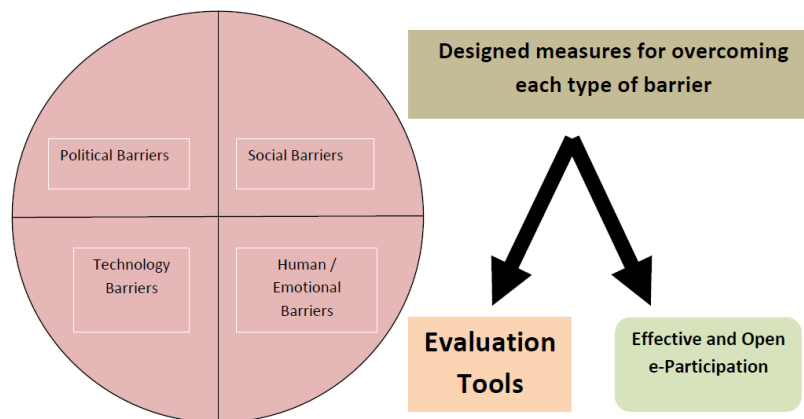 Political Barriers
Social Barriers
Technology
Barriers
Human /
Emotional
Barriers
Designed measures for overcoming
each type of barrier
Evaluation
Tools
Effective and Open
e-Participation